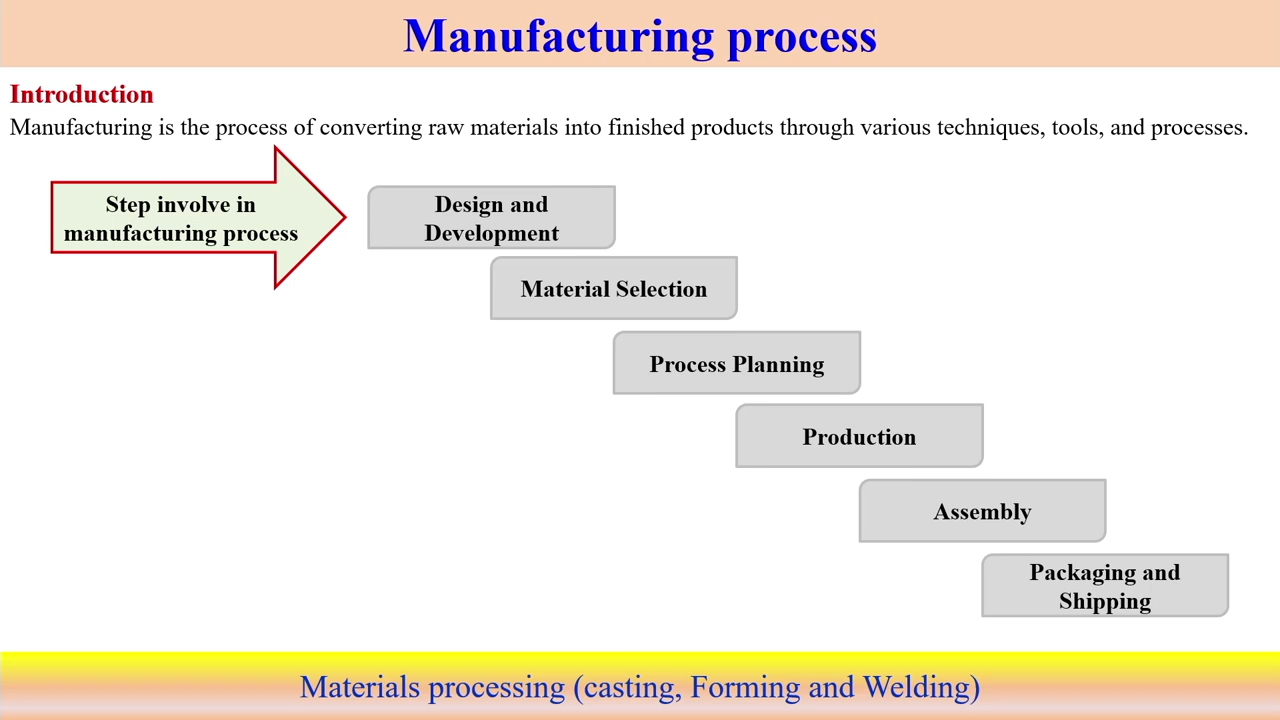 Manufacturing process
Introduction
Manufacturing is the process of converting raw materials into finished products through various techniques, tools, and processes.
Step involve in
manufacturing process
Design and
Development
Material Selection
Process Planning
Production
Assembly
Packaging and
Shipping
Materials processing (casting, Forming and Welding)